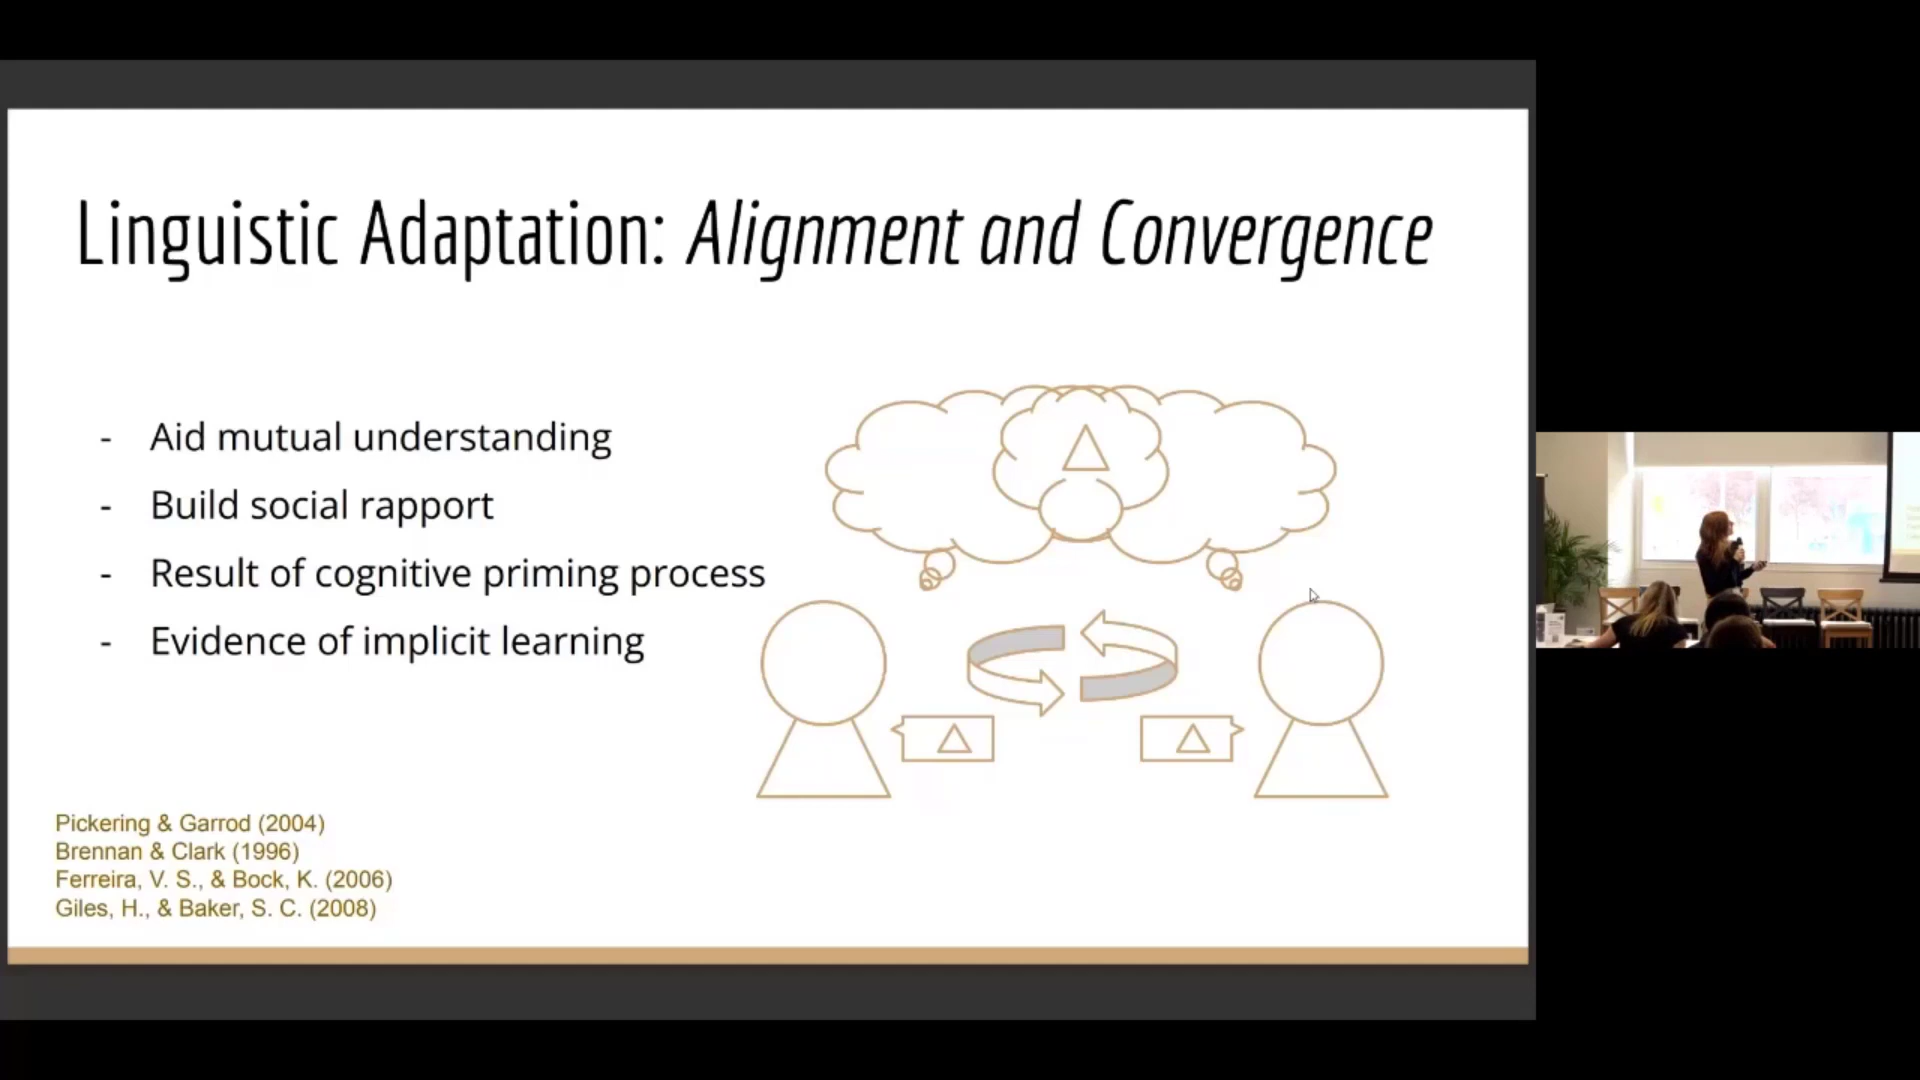 Linguistic Adaptation: Alignment and Convergence
- Aid mutual understanding
- Build social rapport
- Result of cognitive priming process
- Evidence of implicit learning
Pickering & Garrod (2004)
Brennan & Clark (1996)
Ferreira, V. S., & Bock, K. (2006)
Giles, H., & Baker, S. C. (2008)